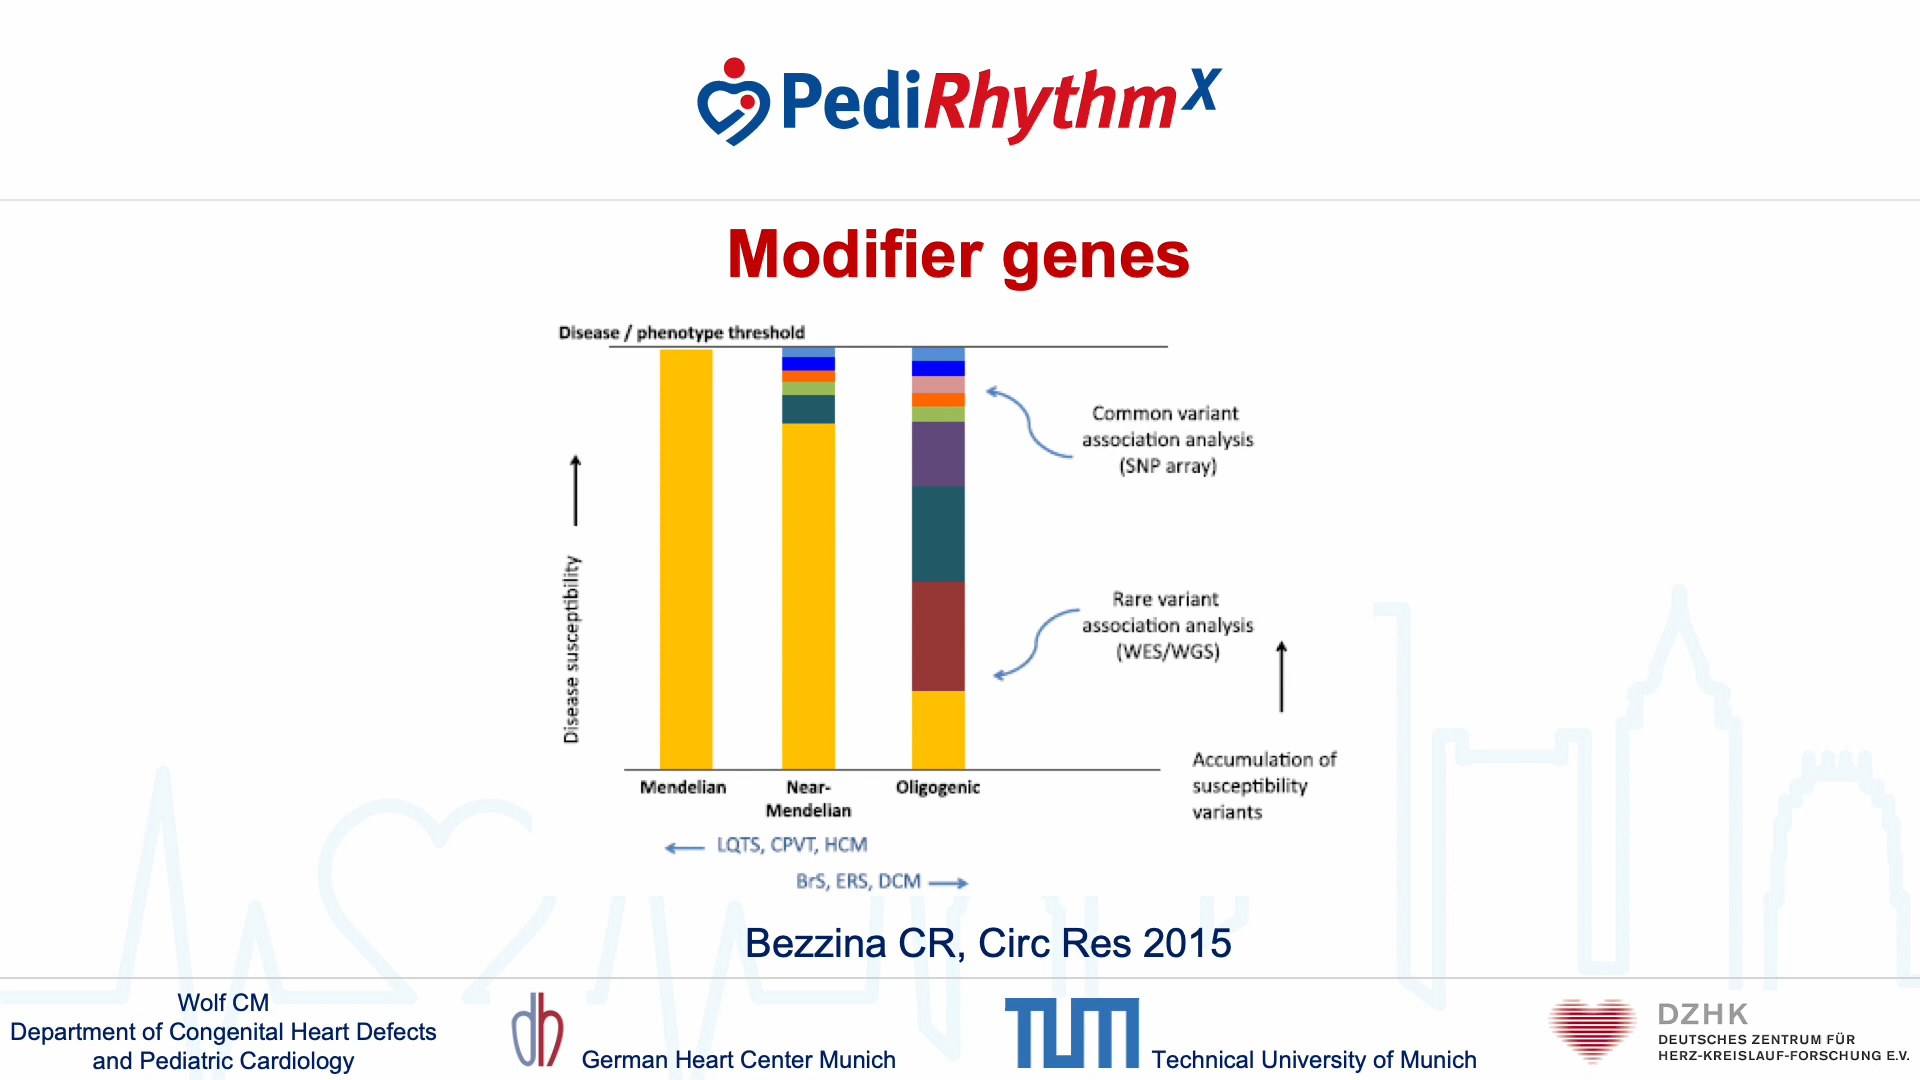 PediRhythm X
Modifier genes
Disease / phenotype threshold
Disease susceptibility
Common variant
association analysis
(SNP array)
Rare variant
association analysis
(WES/WGS)
Accumulation of
susceptibility
variants
Mendelian
Near-
Mendelian
Oligogenic
LQTS, CPVT, HCM
BrS, ERS, DCM
Bezzina CR, Circ Res 2015
Wolf CM
Department of Congenital Heart Defects
and Pediatric Cardiology
dh
German Heart Center Munich
TUM
Technical University of Munich
DZHK
DEUTSCHES ZENTRUM FÜR
HERZ-KREISLAUF-FORSCHUNG E.V.